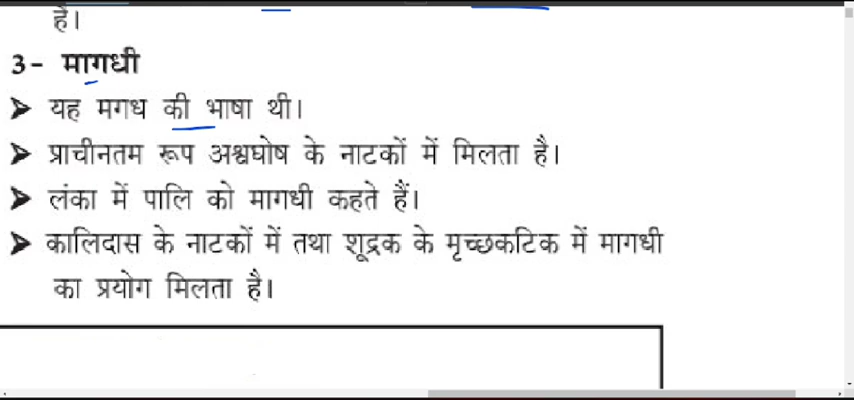 है।
3- मागधी
➤ यह मगध की भाषा थी।
➤ प्राचीनतम रूप अश्वघोष के नाटकों में मिलता है।
➤ लंका में पालि को मागधी कहते हैं।
➤ कालिदास के नाटकों में तथा शूद्रक के मृच्छकटिक में मागधी
का प्रयोग मिलता है।